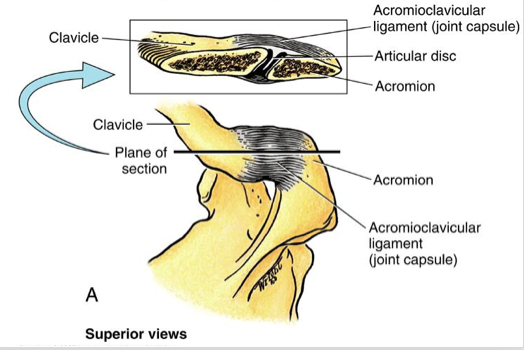 Acromioclavicular
ligament (joint capsule)
Clavicle
Articular disc
Acromion
Clavicle
Plane of
section
Acromion
Acromioclavicular
ligament
(joint capsule)
A
Superior views